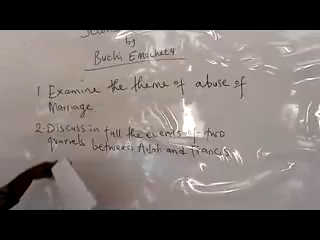 by
Buchi Emecheta
1 Examine the theme of abuse of
Marriage
2. Discuss in full the events of two
quarrels between Adah and Francis